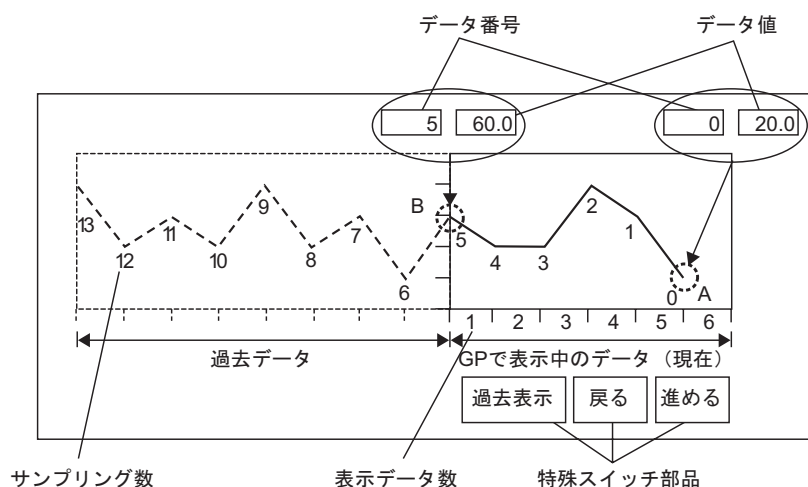 データ番号
データ値
5
60.0
0
20.0
B
9
2
13
11
7
5
1
12
10
8
4
3
6
0
A
1
2
3
4
5
6
過去データ
GPで表示中のデータ（現在）
過去表示
戻る
進める
サンプリング数
表示データ数
特殊スイッチ部品